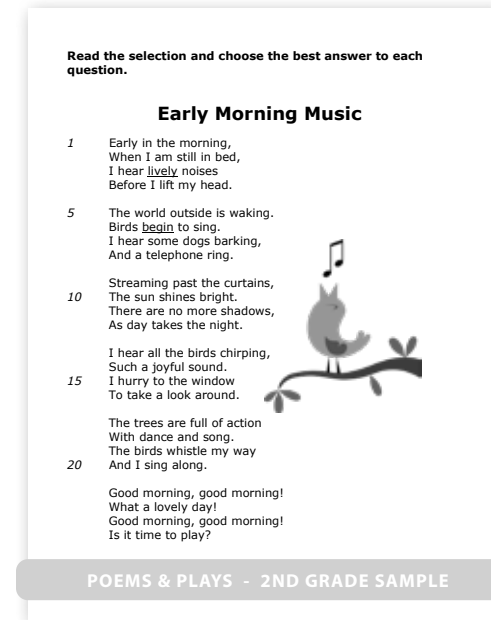 Read the selection and choose the best answer to each
question.
Early Morning Music
1 Early in the morning,
When I am still in bed,
I hear lively noises
Before I lift my head.
5 The world outside is waking.
Birds begin to sing.
I hear some dogs barking,
And a telephone ring.
Streaming past the curtains,
10 The sun shines bright.
There are no more shadows,
As day takes the night.
I hear all the birds chirping,
Such a joyful sound.
15 I hurry to the window
To take a look around.
The trees are full of action
With dance and song.
The birds whistle my way
20 And I sing along.
Good morning, good morning!
What a lovely day!
Good morning, good morning!
Is it time to play?
POEMS & PLAYS - 2ND GRADE SAMPLE